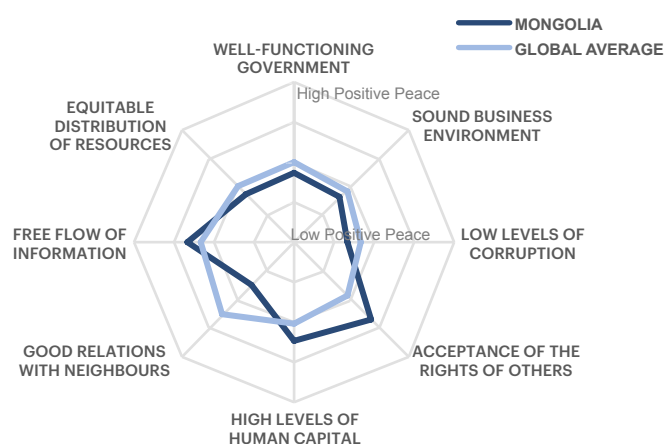 MONGOLIA
GLOBAL AVERAGE
WELL-FUNCTIONING
GOVERNMENT
High Positive Peace
EQUITABLE
DISTRIBUTION
OF RESOURCES
SOUND BUSINESS
ENVIRONMENT
FREE FLOW OF
INFORMATION
Low Positive Peace
LOW LEVELS OF
CORRUPTION
GOOD RELATIONS
WITH NEIGHBOURS
ACCEPTANCE OF THE
RIGHTS OF OTHERS
HIGH LEVELS OF
HUMAN CAPITAL